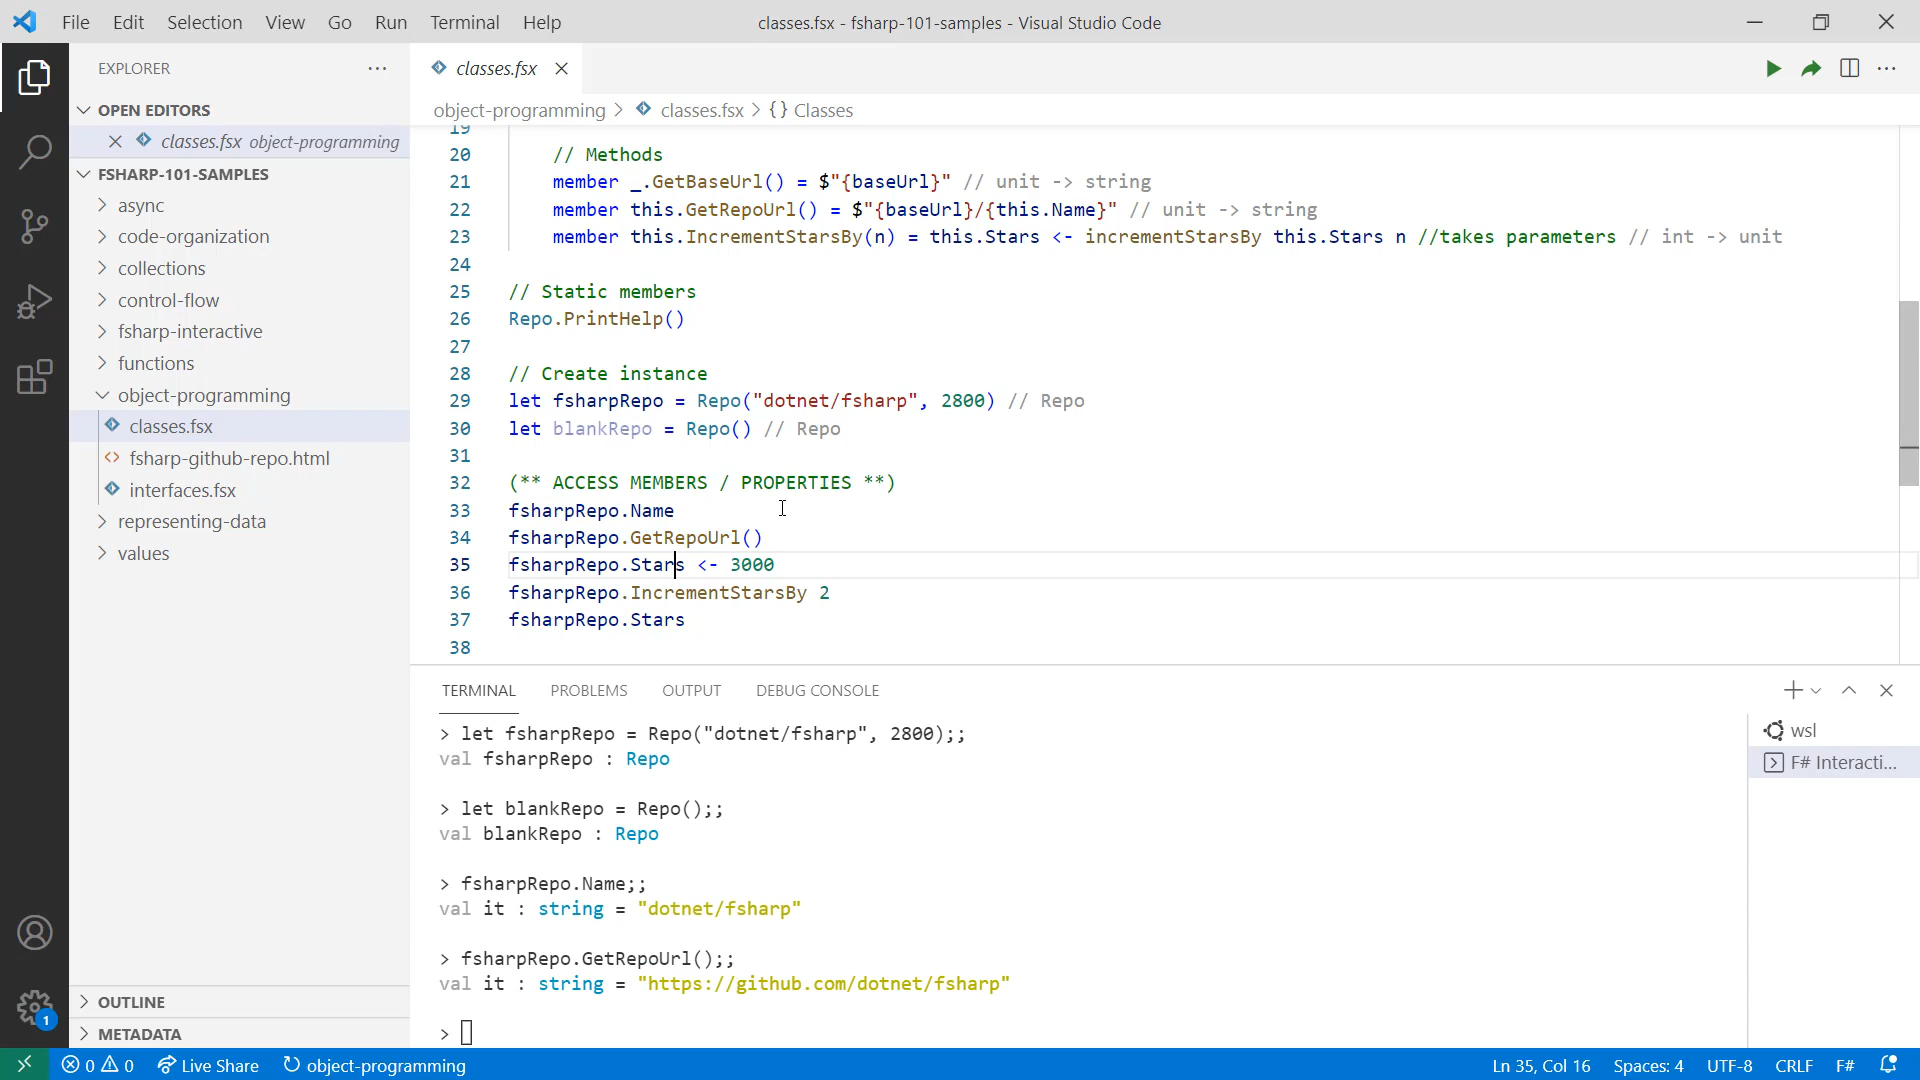 File Edit Selection View Go Run Terminal Help
classes.fsx - fsharp-101-samples - Visual Studio Code
EXPLORER
OPEN EDITORS
classes.fsx object-programming
FSHARP-101-SAMPLES
async
code-organization
collections
control-flow
fsharp-interactive
functions
object-programming
classes.fsx
fsharp-github-repo.html
interfaces.fsx
representing-data
values
OUTLINE
METADATA
classes.fsx
object-programming > classes.fsx > {} Classes
19
20 // Methods
21 member _.GetBaseUrl() = $"{baseUrl}" // unit -> string
22 member this.GetRepoUrl() = $"{baseUrl}/{this.Name}" // unit -> string
23 member this.IncrementStarsBy(n) = this.Stars <- incrementStarsBy this.Stars n //takes parameters // int -> unit
24
25 // Static members
26 Repo.PrintHelp()
27
28 // Create instance
29 let fsharpRepo = Repo("dotnet/fsharp", 2800) // Repo
30 let blankRepo = Repo() // Repo
31
32 (** ACCESS MEMBERS / PROPERTIES **)
33 fsharpRepo.Name
34 fsharpRepo.GetRepoUrl()
35 fsharpRepo.Stars <- 3000
36 fsharpRepo.IncrementStarsBy 2
37 fsharpRepo.Stars
38
TERMINAL PROBLEMS OUTPUT DEBUG CONSOLE
> let fsharpRepo = Repo("dotnet/fsharp", 2800);;
val fsharpRepo : Repo
> let blankRepo = Repo();;
val blankRepo : Repo
> fsharpRepo.Name;;
val it : string = "dotnet/fsharp"
> fsharpRepo.GetRepoUrl();;
val it : string = "https://github.com/dotnet/fsharp"
>
wsl
F# Interacti...
1
0 0 Live Share object-programming
Ln 35, Col 16 Spaces: 4 UTF-8 CRLF F#